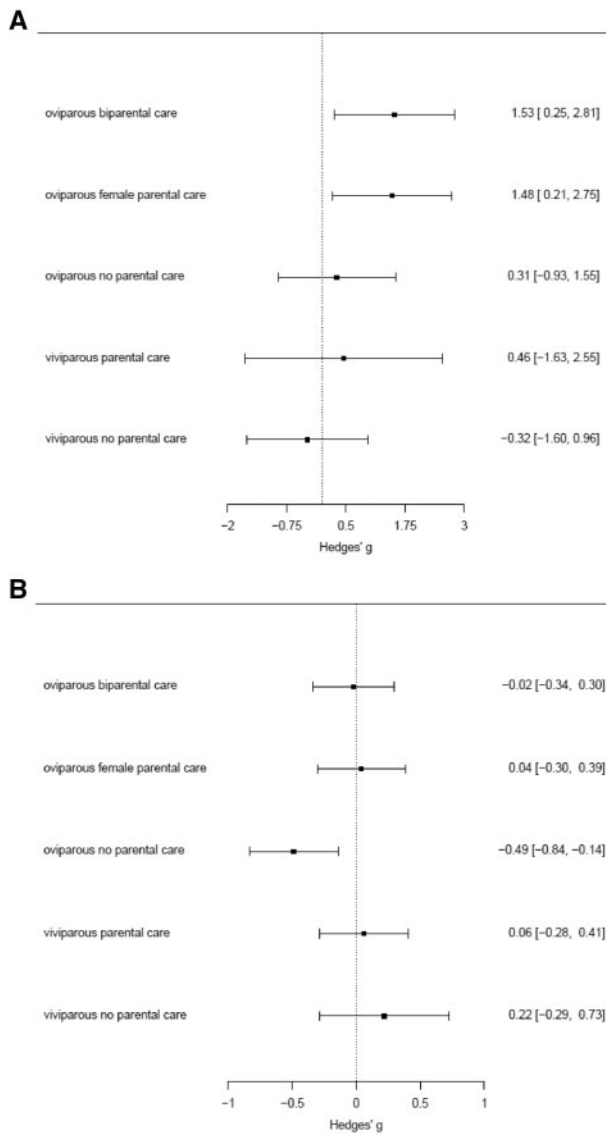 A
oviparous biparental care 1.53 [ 0.25, 2.81]
oviparous female parental care 1.48 [ 0.21, 2.75]
oviparous no parental care 0.31 [−0.93, 1.55]
viviparous parental care 0.46 [−1.63, 2.55]
viviparous no parental care −0.32 [−1.60, 0.96]
−2 −0.75 0.5 1.75 3
Hedges' g
B
oviparous biparental care −0.02 [−0.34, 0.30]
oviparous female parental care 0.04 [−0.30, 0.39]
oviparous no parental care −0.49 [−0.84, −0.14]
viviparous parental care 0.06 [−0.28, 0.41]
viviparous no parental care 0.22 [−0.29, 0.73]
−1 −0.5 0 0.5 1
Hedges' g